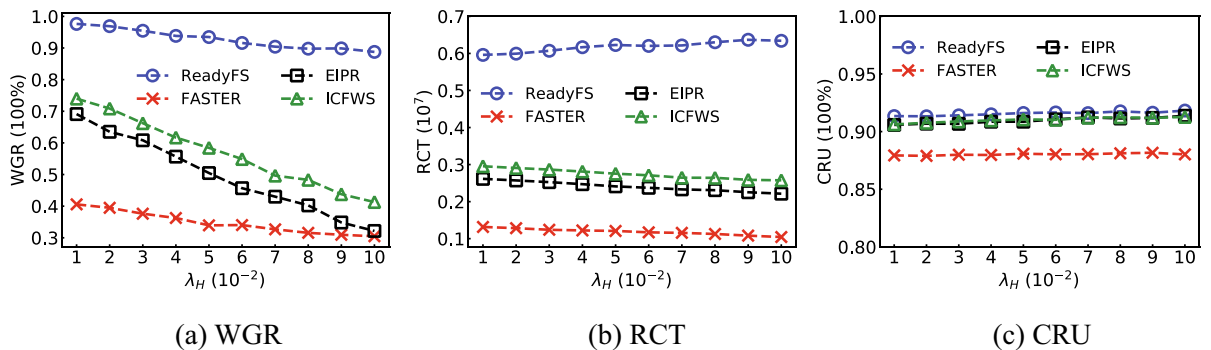 1.0
0.9
0.8
0.7
0.6
0.5
0.4
0.3
WGR (100%)
ReadyFS
FASTER
EIPR
ICFWS
1 2 3 4 5 6 7 8 9 10
λ_H (10⁻²)
(a) WGR
0.7
0.6
0.5
0.4
0.3
0.2
0.1
RCT (10⁷)
ReadyFS
FASTER
EIPR
ICFWS
1 2 3 4 5 6 7 8 9 10
λ_H (10⁻²)
(b) RCT
1.00
0.95
0.90
0.85
0.80
CRU (100%)
ReadyFS
FASTER
EIPR
ICFWS
1 2 3 4 5 6 7 8 9 10
λ_H (10⁻²)
(c) CRU